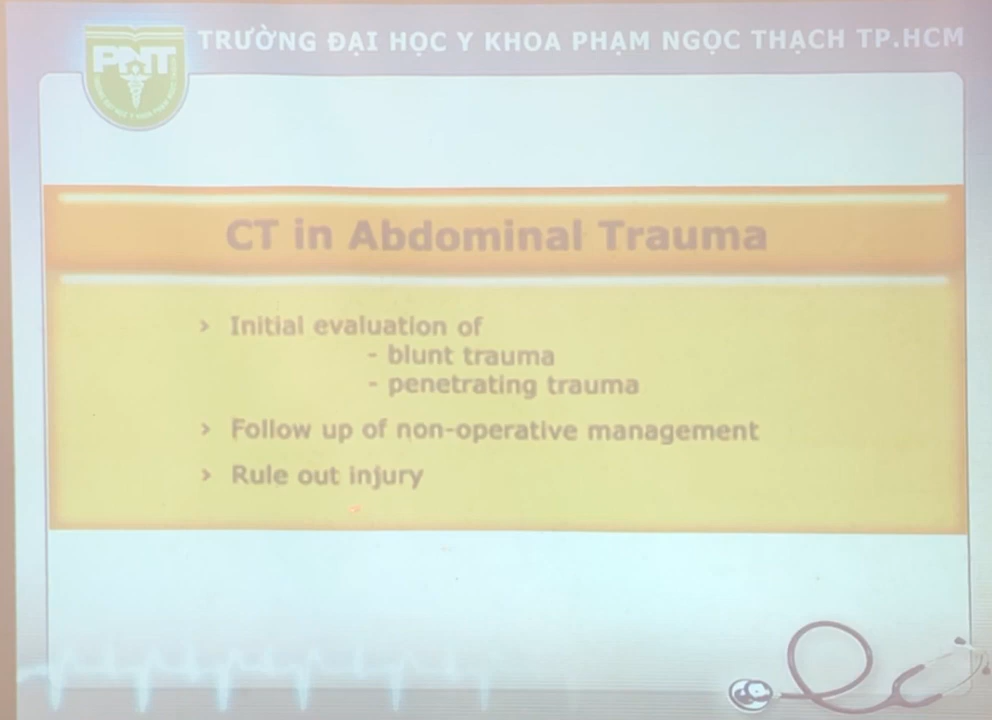 TRƯỜNG ĐẠI HỌC Y KHOA PHẠM NGỌC THẠCH TP.HCM
PNT
CT in Abdominal Trauma
› Initial evaluation of
- blunt trauma
- penetrating trauma
› Follow up of non-operative management
› Rule out injury